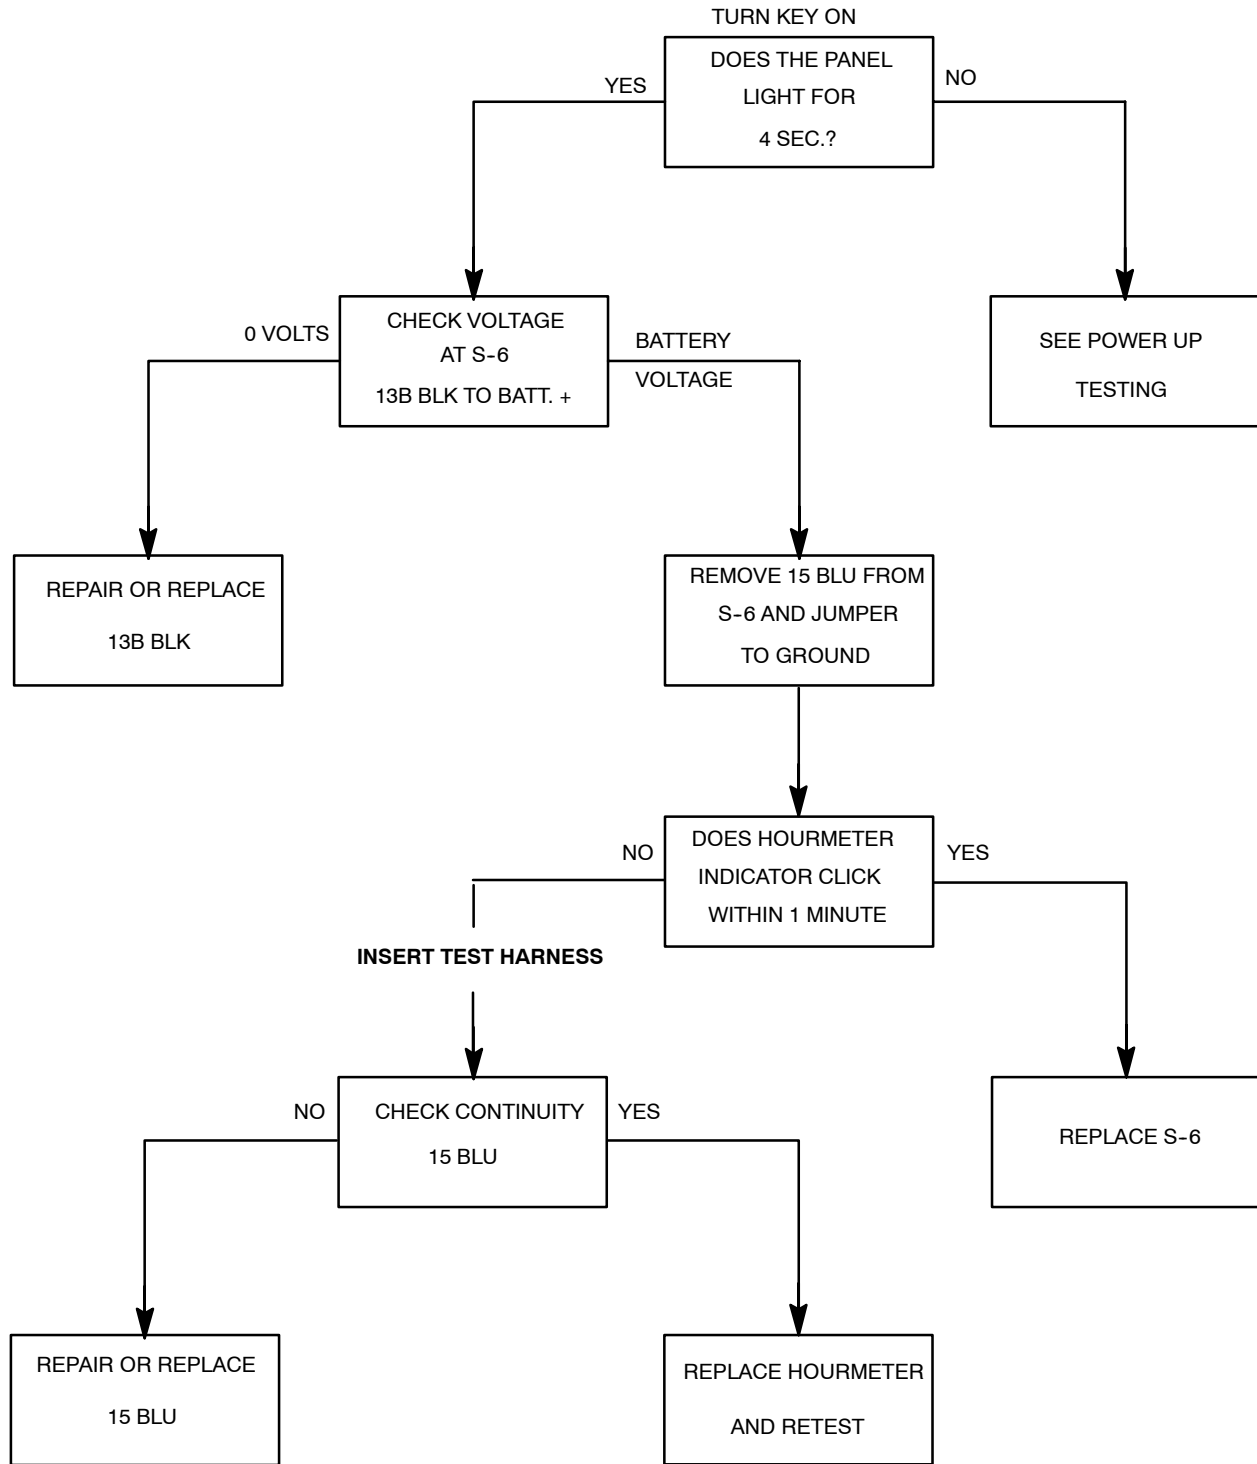 TURN KEY ON
DOES THE PANEL
LIGHT FOR
4 SEC.?
YES
NO
CHECK VOLTAGE
AT S-6
13B BLK TO BATT. +
0 VOLTS
BATTERY
VOLTAGE
SEE POWER UP
TESTING
REPAIR OR REPLACE
13B BLK
REMOVE 15 BLU FROM
S-6 AND JUMPER
TO GROUND
DOES HOURMETER
INDICATOR CLICK
WITHIN 1 MINUTE
NO
YES
INSERT TEST HARNESS
CHECK CONTINUITY
15 BLU
NO
YES
REPLACE S-6
REPAIR OR REPLACE
15 BLU
REPLACE HOURMETER
AND RETEST